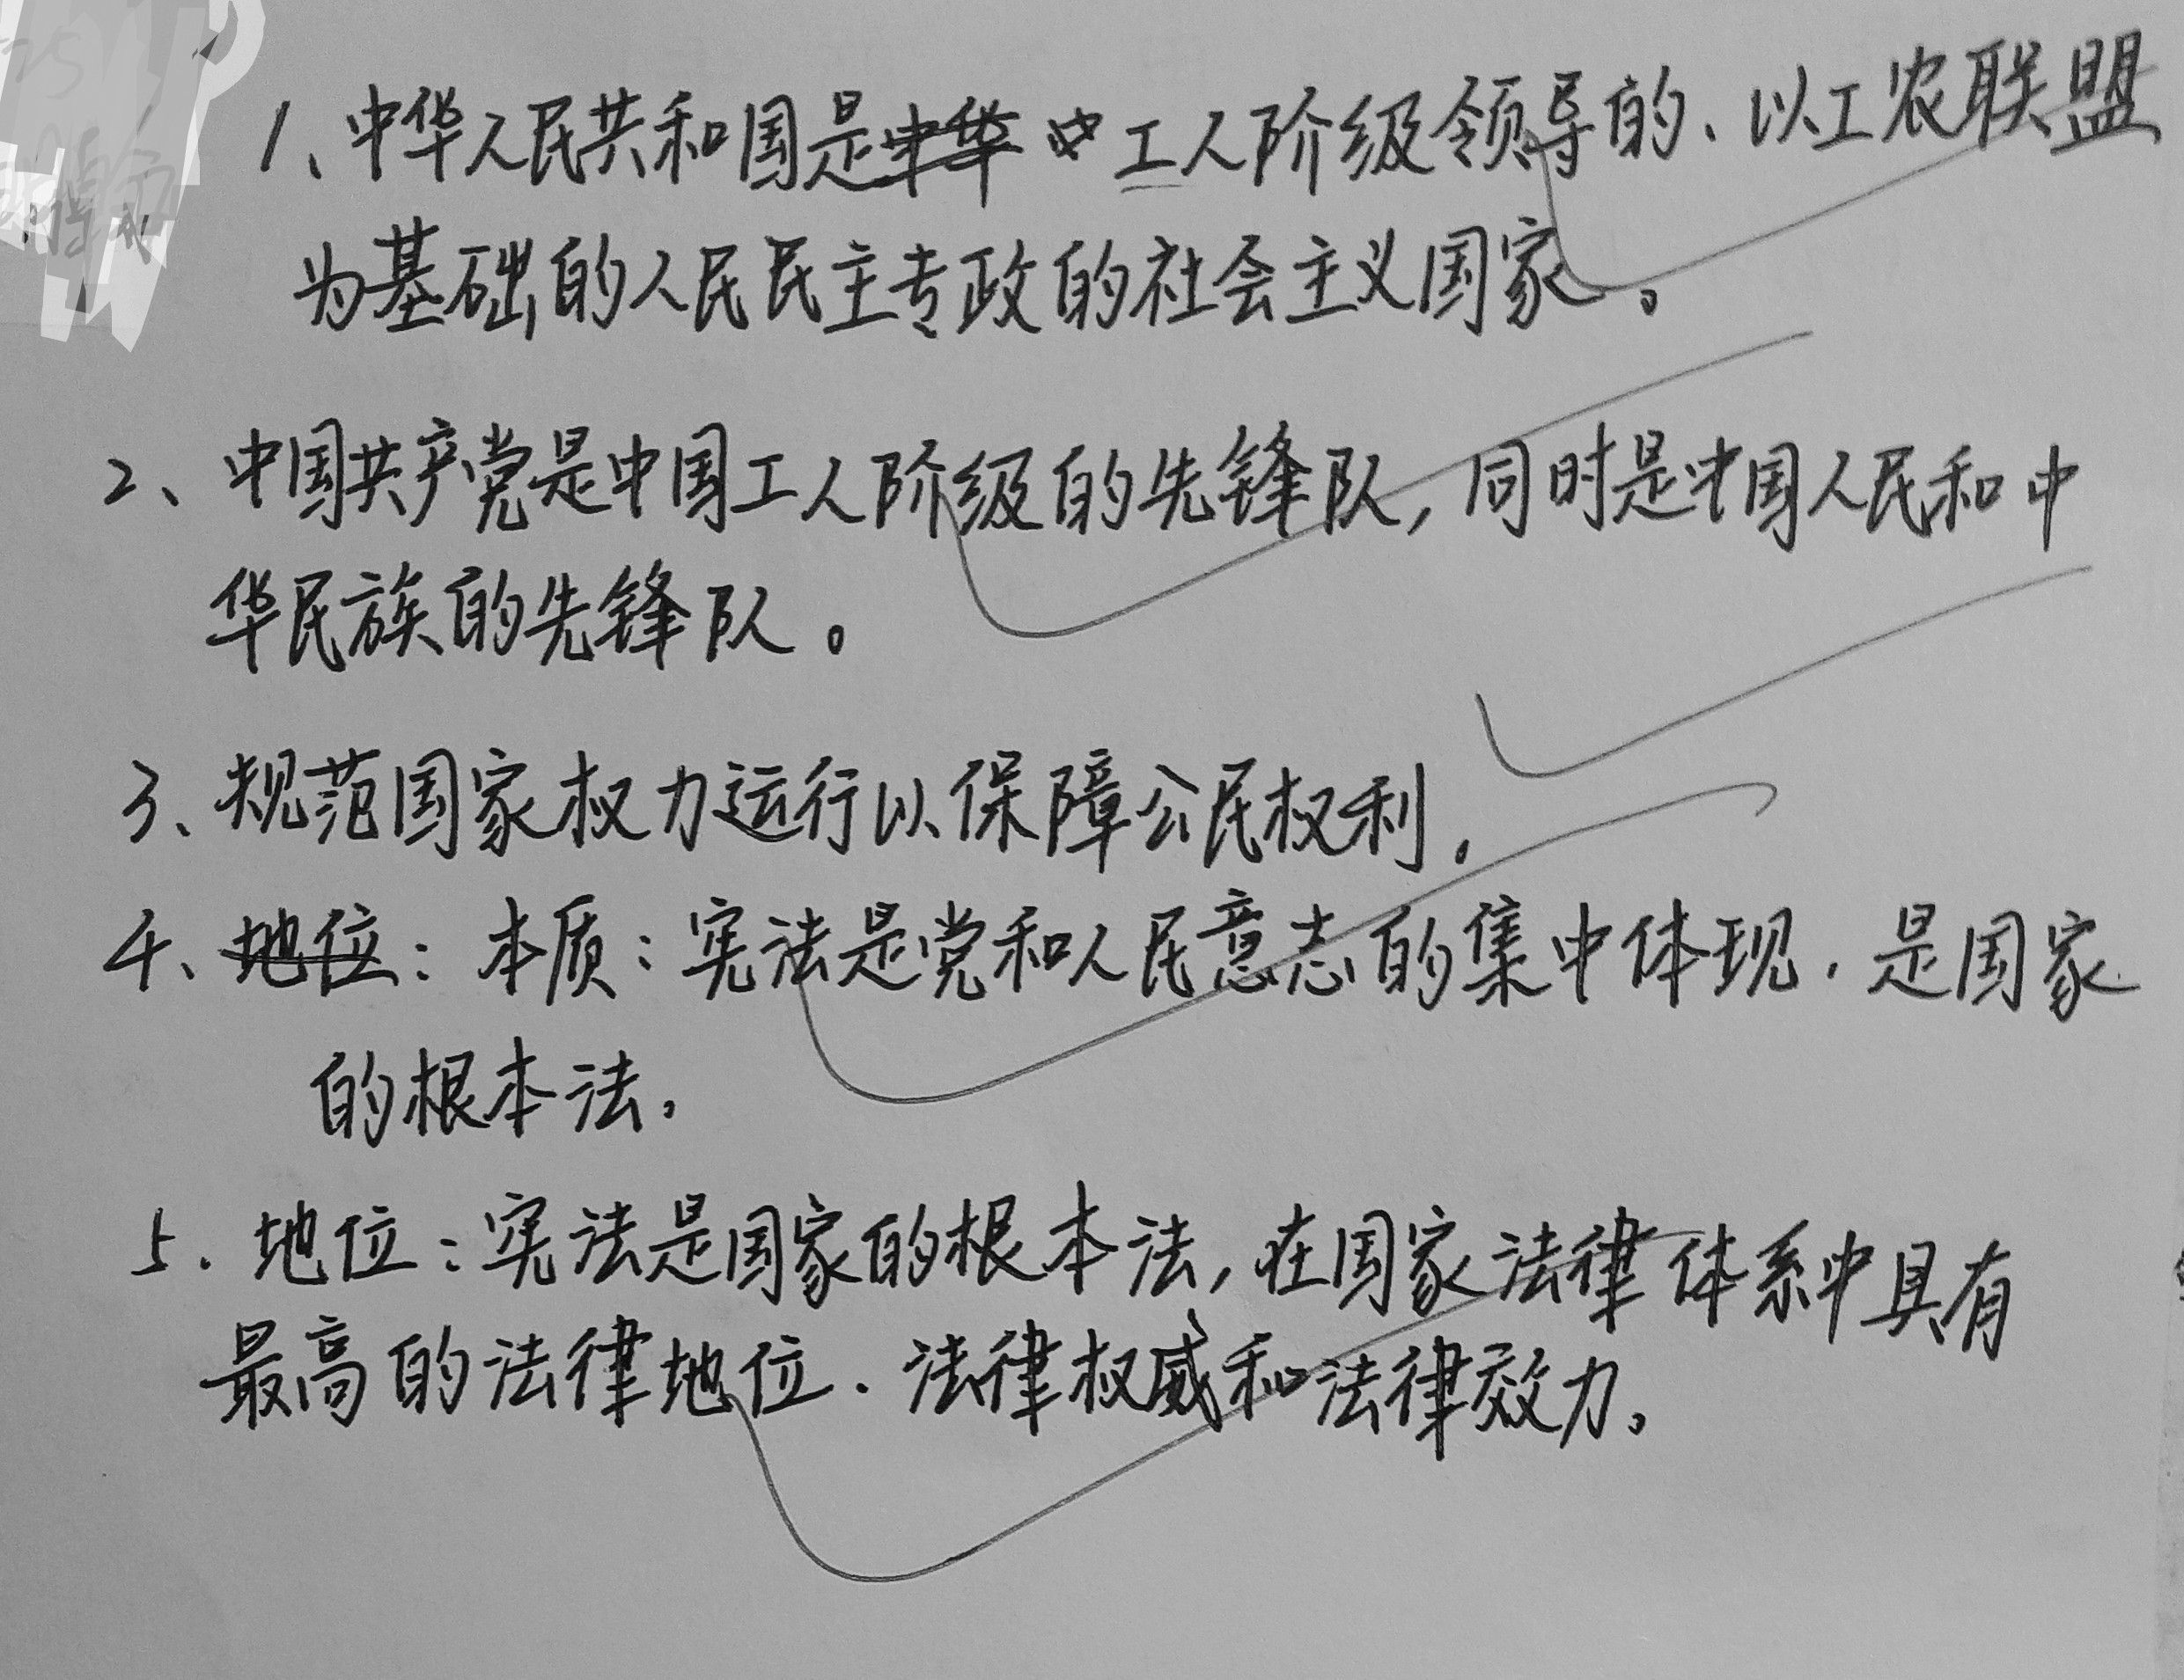 1、中华人民共和国是工人阶级领导的、以工农联盟
为基础的人民民主专政的社会主义国家。
2、中国共产党是中国工人阶级的先锋队,同时是中国人民和中
华民族的先锋队。
3、规范国家权力运行以保障公民权利.
4、地位:本质:宪法是党和人民意志的集中体现.是国家
的根本法.
5.地位:宪法是国家的根本法,在国家法律体系中具有
最高的法律地位.法律权威和法律效力。